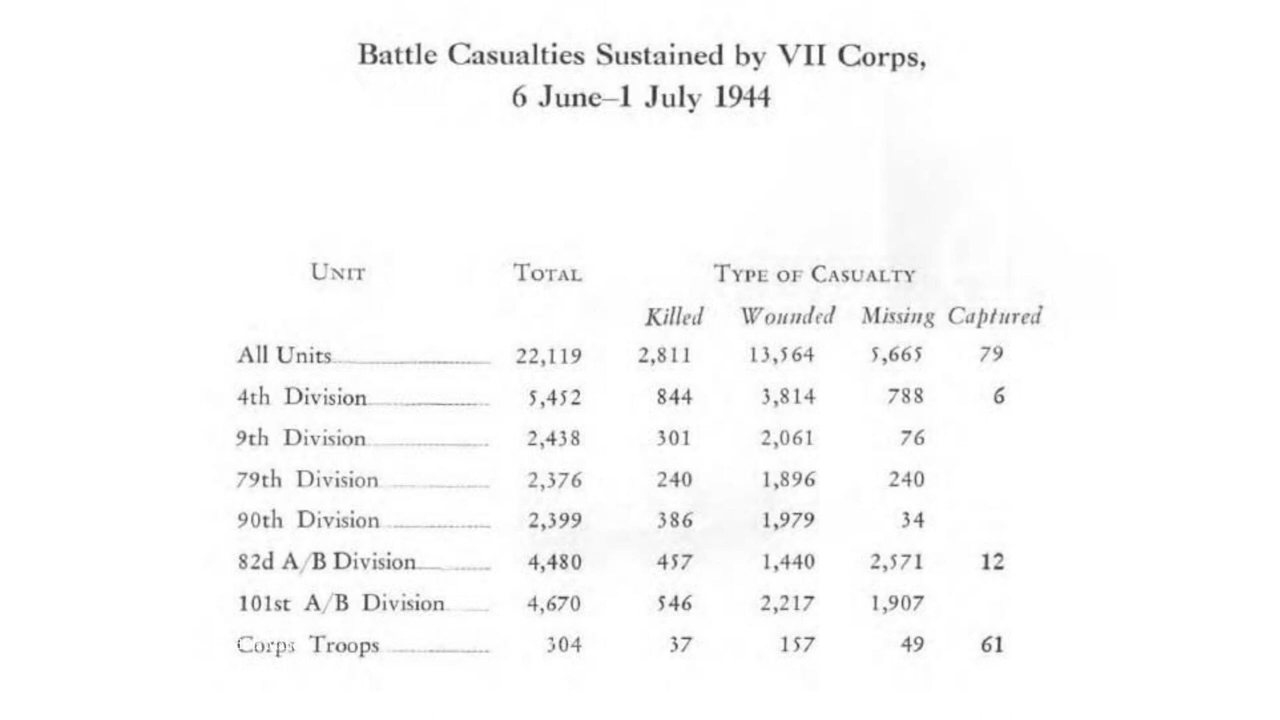 Battle Casualties Sustained by VII Corps,
6 June–1 July 1944
UNIT TOTAL TYPE OF CASUALTY
Killed Wounded Missing Captured
All Units 22,119 2,811 13,564 5,665 79
4th Division 5,452 844 3,814 788 6
9th Division 2,438 301 2,061 76
79th Division 2,376 240 1,896 240
90th Division 2,399 386 1,979 34
82d A/B Division 4,480 457 1,440 2,571 12
101st A/B Division 4,670 546 2,217 1,907
Corps Troops 304 37 157 49 61